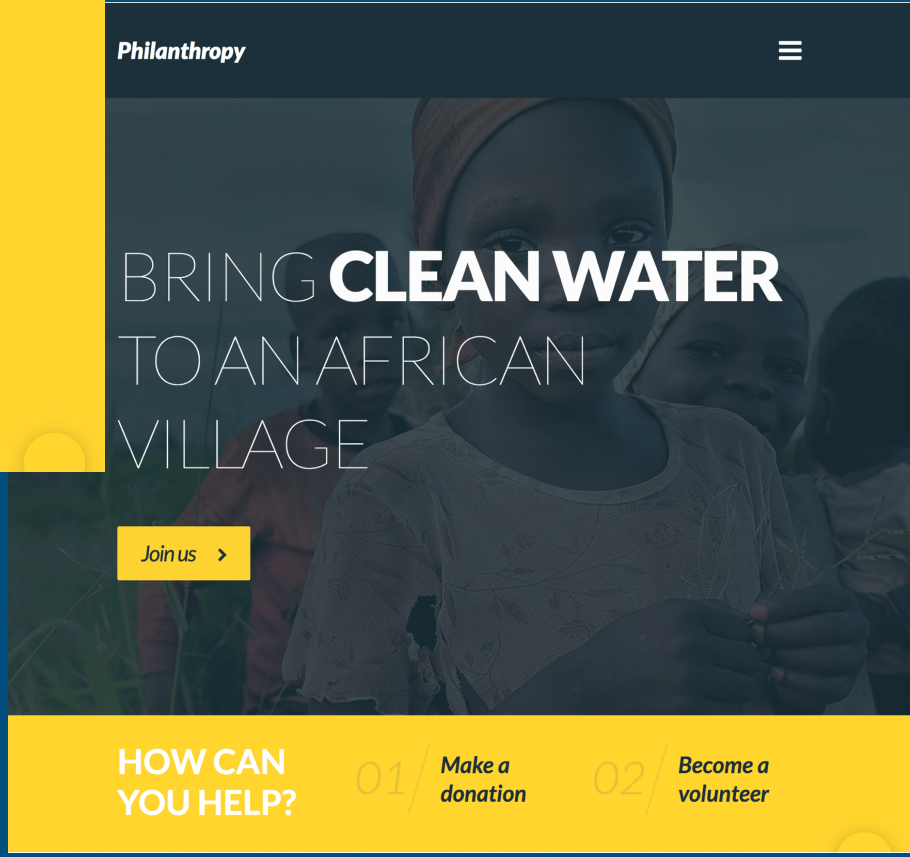 Philanthropy
BRING CLEAN WATER
TO AN AFRICAN
VILLAGE
Join us
HOW CAN
YOU HELP?
01 Make a
donation
02 Become a
volunteer